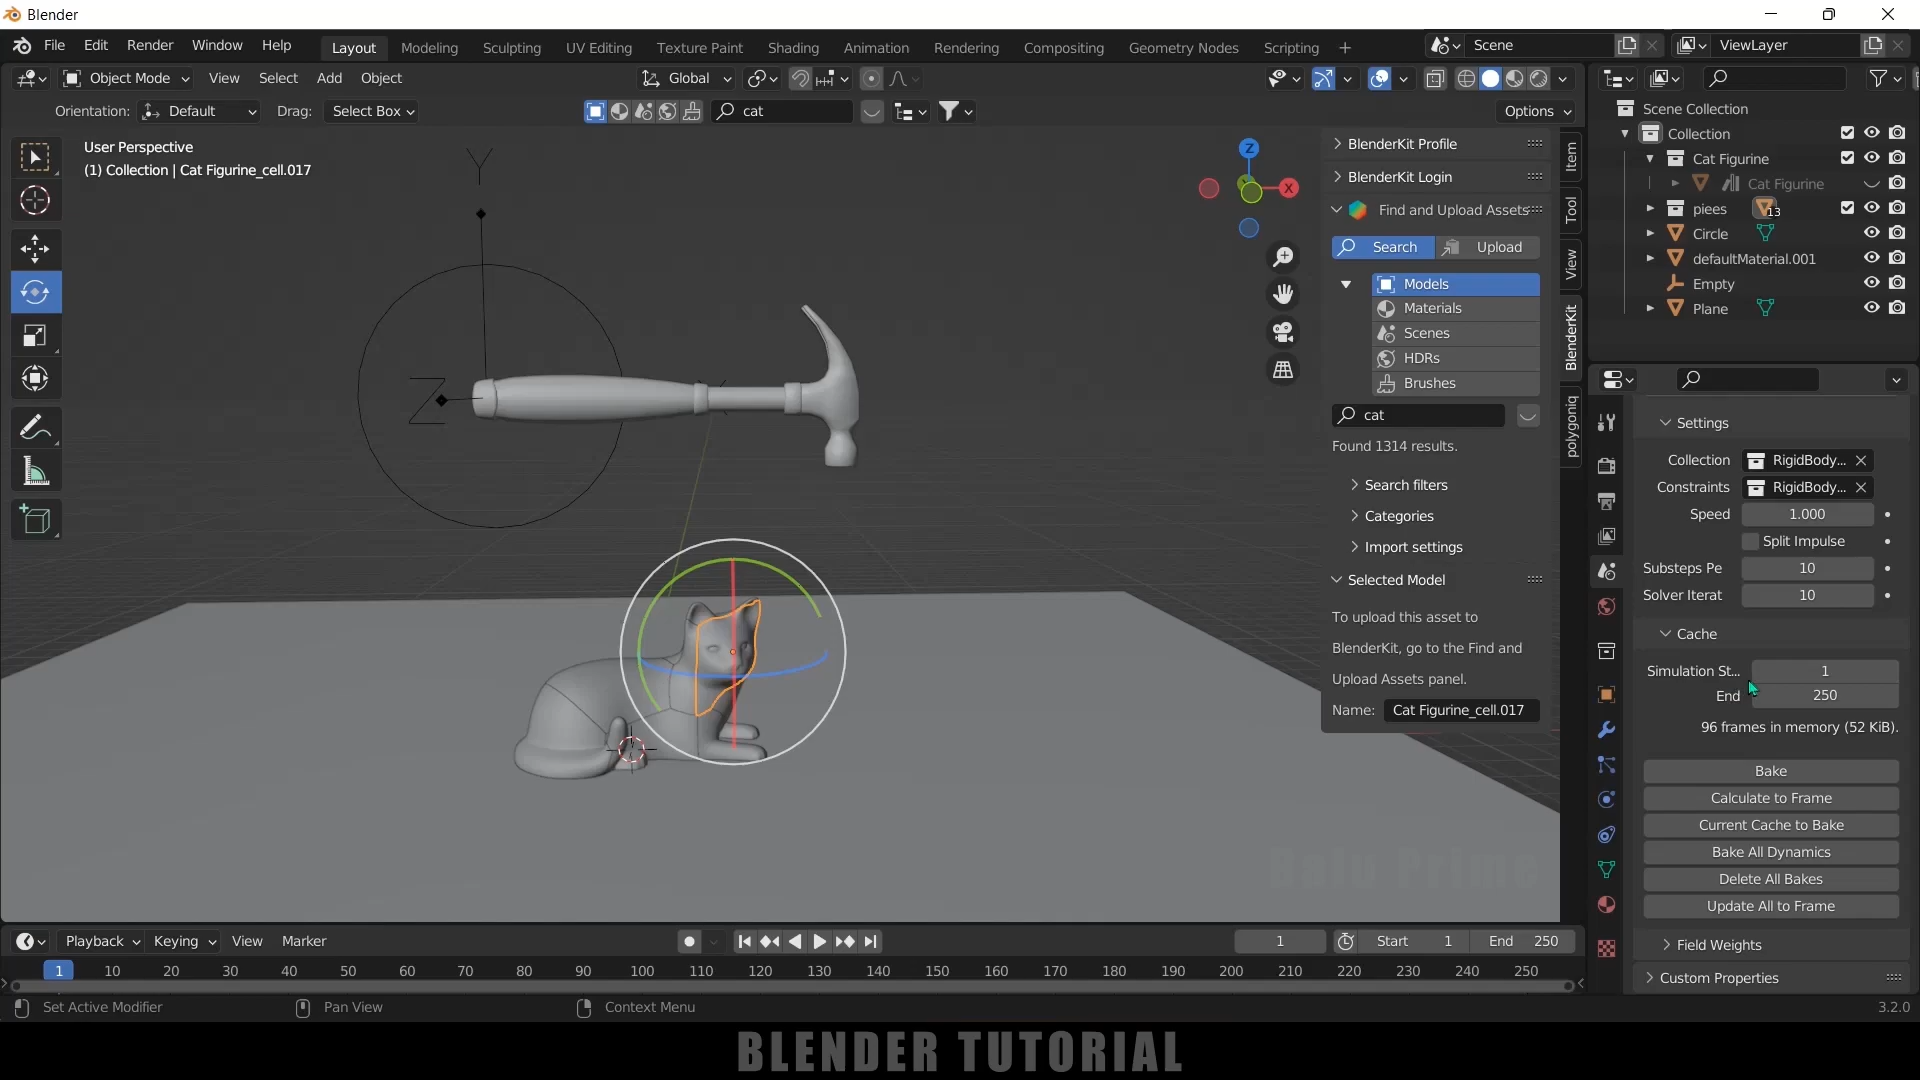 Blender
File Edit Render Window Help Layout Modeling Sculpting UV Editing Texture Paint Shading Animation Rendering Compositing Geometry Nodes Scripting + Scene ViewLayer
Object Mode View Select Add Object Global
Orientation: Default Drag: Select Box cat Options
User Perspective
(1) Collection | Cat Figurine_cell.017
Y
Z
Z
X
BlenderKit Profile
BlenderKit Login
Find and Upload Assets
Search Upload
Models
Materials
Scenes
HDRs
Brushes
cat
Found 1314 results.
Search filters
Categories
Import settings
Selected Model
To upload this asset to
BlenderKit, go to the Find and
Upload Assets panel.
Name: Cat Figurine_cell.017
Item
Tool
View
BlenderKit
polygoniq
Scene Collection
Collection
Cat Figurine
Cat Figurine
piees 13
Circle
defaultMaterial.001
Empty
Plane
Settings
Collection RigidBody...
Constraints RigidBody...
Speed 1.000
Split Impulse
Substeps Pe 10
Solver Iterat 10
Cache
Simulation St... 1
End 250
96 frames in memory (52 KiB).
Bake
Calculate to Frame
Current Cache to Bake
Bake All Dynamics
Delete All Bakes
Update All to Frame
Field Weights
Custom Properties
Playback Keying View Marker 1 Start 1 End 250
1 10 20 30 40 50 60 70 80 90 100 110 120 130 140 150 160 170 180 190 200 210 220 230 240 250
Set Active Modifier Pan View Context Menu 3.2.0
BLENDER TUTORIAL